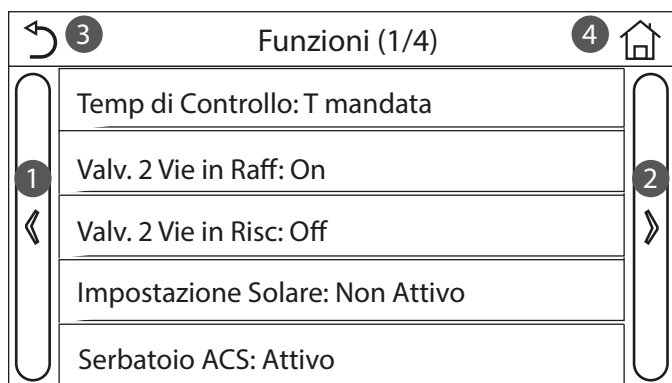 3 Funzioni (1/4) 4
Temp di Controllo: T mandata
1 Valv. 2 Vie in Raff: On 2
Valv. 2 Vie in Risc: Off
Impostazione Solare: Non Attivo
Serbatoio ACS: Attivo